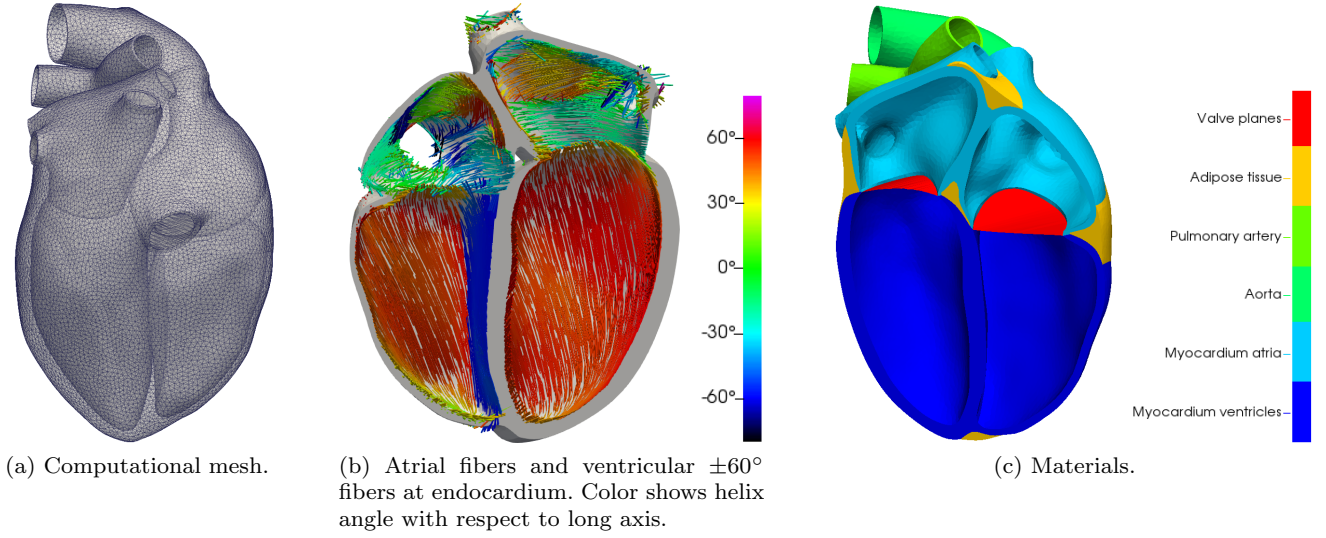 60°
30°
0°
-30°
-60°
Valve planes
Adipose tissue
Pulmonary artery
Aorta
Myocardium atria
Myocardium ventricles
(a) Computational mesh.
(b) Atrial fibers and ventricular ±60°
fibers at endocardium. Color shows helix
angle with respect to long axis.
(c) Materials.